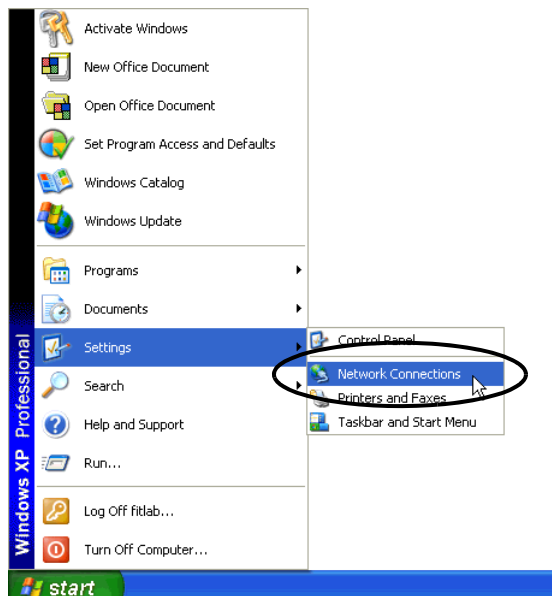 Activate Windows
New Office Document
Open Office Document
Set Program Access and Defaults
Windows Catalog
Windows Update
Programs
Documents
Settings
Search
Help and Support
Run...
Log Off fitlab...
Turn Off Computer...
Windows XP Professional
Control Panel
Network Connections
Printers and Faxes
Taskbar and Start Menu
start